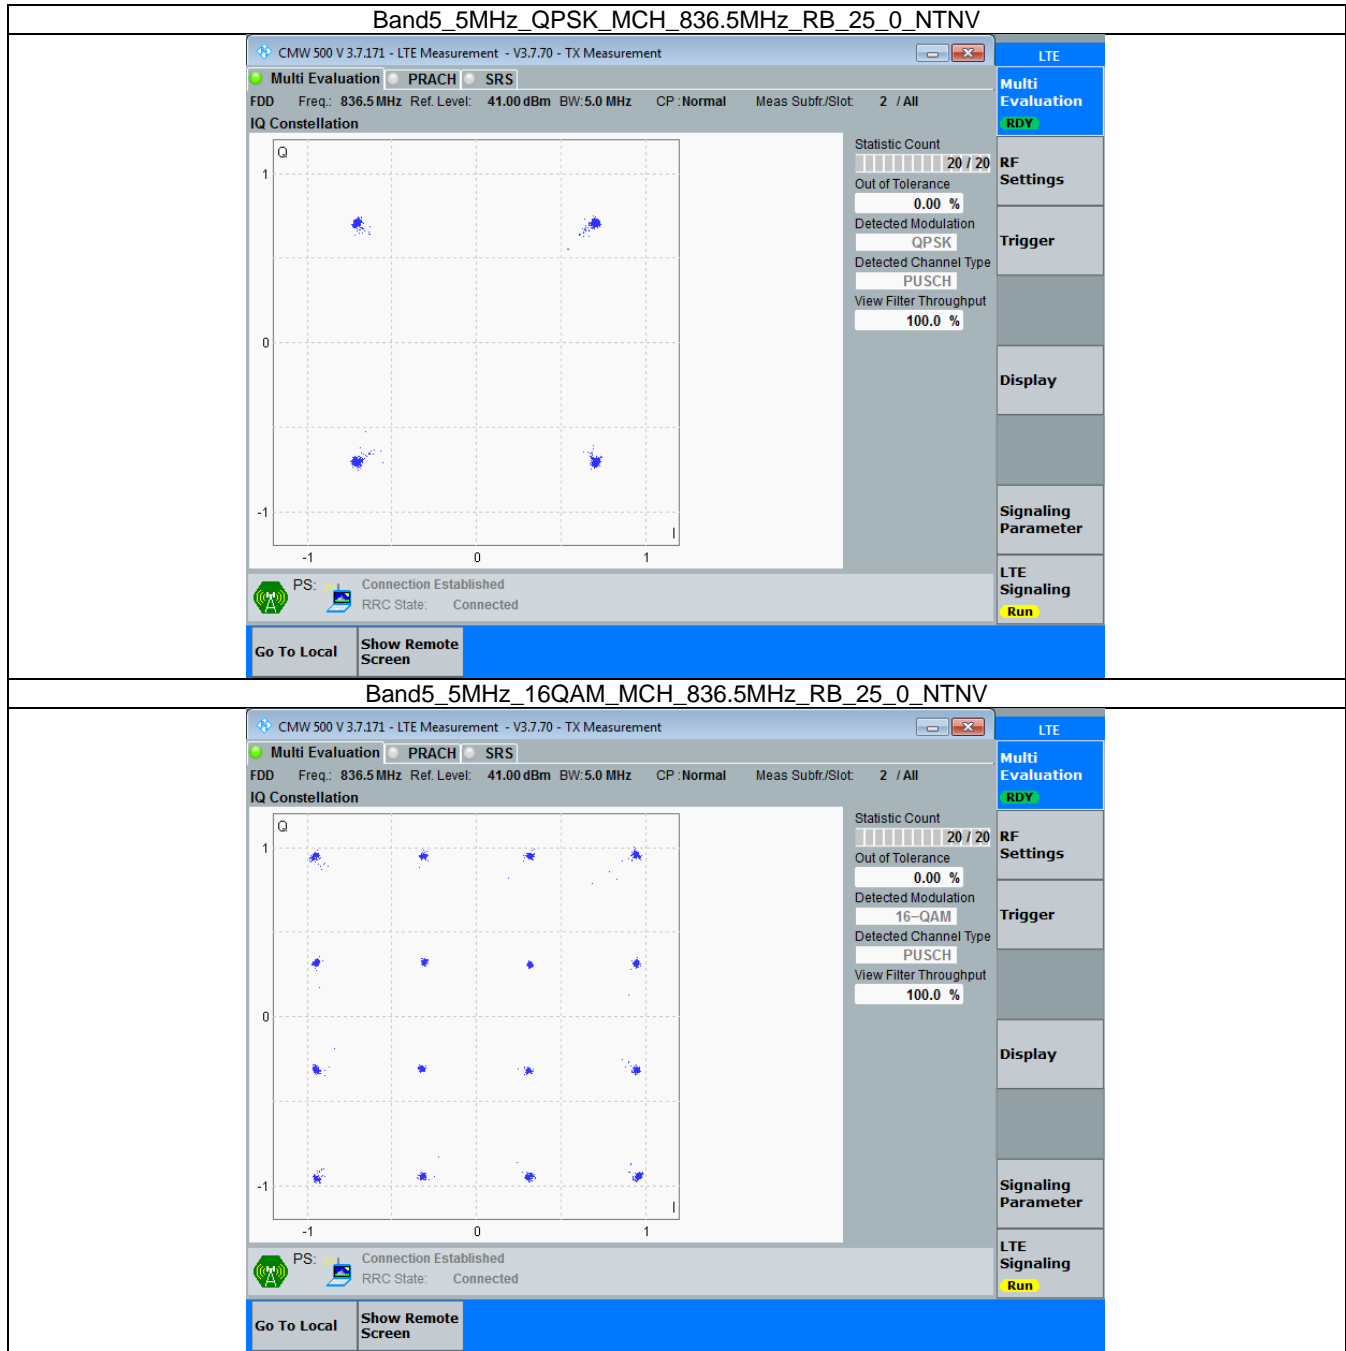 Band5_5MHz_QPSK_MCH_836.5MHz_RB_25_0_NTNV
CMW 500 V 3.7.171 - LTE Measurement - V3.7.70 - TX Measurement
LTE
Multi Evaluation PRACH SRS
Multi
Evaluation
RDY
FDD Freq.: 836.5 MHz Ref. Level: 41.00 dBm BW: 5.0 MHz CP : Normal Meas Subfr./Slot: 2 / All
IQ Constellation
Q
1
0
-1
I
-1 0 1
Statistic Count
20 / 20
Out of Tolerance
0.00 %
Detected Modulation
QPSK
Detected Channel Type
PUSCH
View Filter Throughput
100.0 %
RF
Settings
Trigger
Display
Signaling
Parameter
LTE
Signaling
Run
PS: Connection Established
RRC State: Connected
Go To Local
Show Remote
Screen
Band5_5MHz_16QAM_MCH_836.5MHz_RB_25_0_NTNV
CMW 500 V 3.7.171 - LTE Measurement - V3.7.70 - TX Measurement
LTE
Multi Evaluation PRACH SRS
Multi
Evaluation
RDY
FDD Freq.: 836.5 MHz Ref. Level: 41.00 dBm BW: 5.0 MHz CP : Normal Meas Subfr./Slot: 2 / All
IQ Constellation
Q
1
0
-1
I
-1 0 1
Statistic Count
20 / 20
Out of Tolerance
0.00 %
Detected Modulation
16-QAM
Detected Channel Type
PUSCH
View Filter Throughput
100.0 %
RF
Settings
Trigger
Display
Signaling
Parameter
LTE
Signaling
Run
PS: Connection Established
RRC State: Connected
Go To Local
Show Remote
Screen